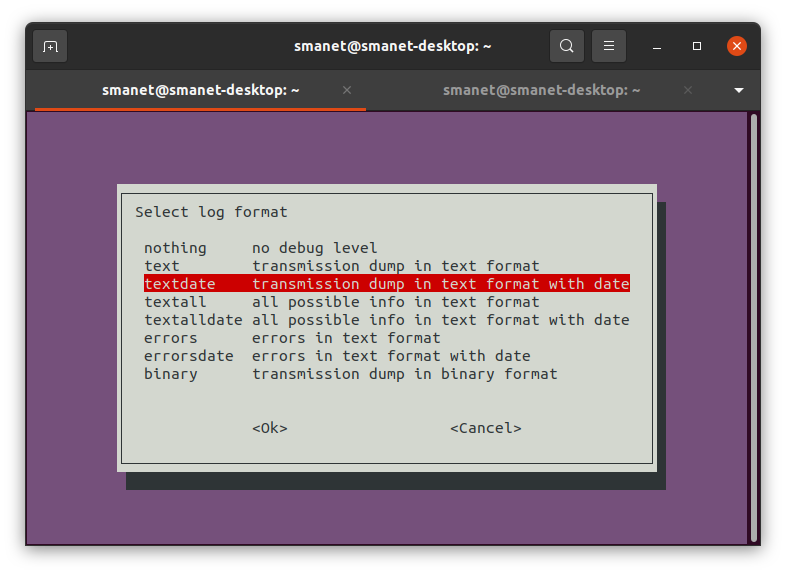 smanet@smanet-desktop: ~
smanet@smanet-desktop: ~ × smanet@smanet-desktop: ~ ×
Select log format
nothing no debug level
text transmission dump in text format
textdate transmission dump in text format with date
textall all possible info in text format
textalldate all possible info in text format with date
errors errors in text format
errorsdate errors in text format with date
binary transmission dump in binary format
<Ok> <Cancel>